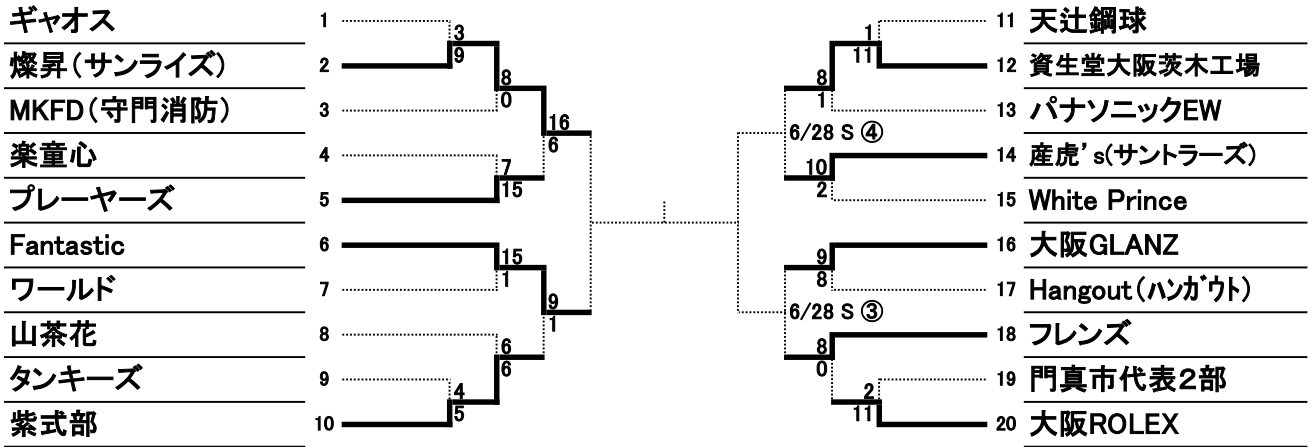 ギャオス 1
燦昇(サンライズ) 2
MKFD(守門消防) 3
楽童心 4
プレーヤーズ 5
Fantastic 6
ワールド 7
山茶花 8
タンキーズ 9
紫式部 10
3
9
8
0
16
6
7
15
15
1
9
1
6
6
4
5
1
11
8
1
6/28 S ④
10
2
9
8
6/28 S ③
8
0
2
11
11 天辻鋼球
12 資生堂大阪茨木工場
13 パナソニックEW
14 産虎's(サントラーズ)
15 White Prince
16 大阪GLANZ
17 Hangout(ハンガウト)
18 フレンズ
19 門真市代表2部
20 大阪ROLEX